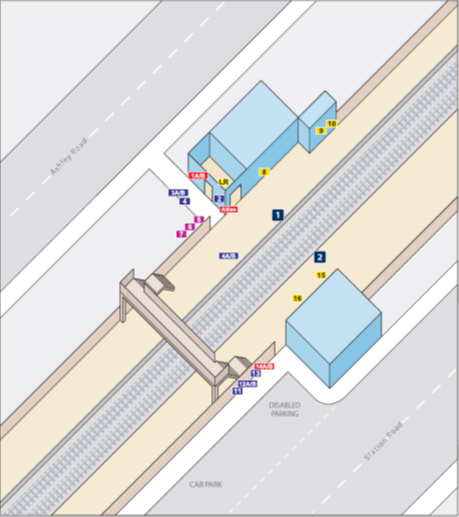 Ashley Road
10
9
8
1A/B
LR
3A/B
4
2
Atlas
5
6
7
1
4A/B
2
15
16
14A/B
13
12A/B
11
DISABLED
PARKING
Station Road
CAR PARK